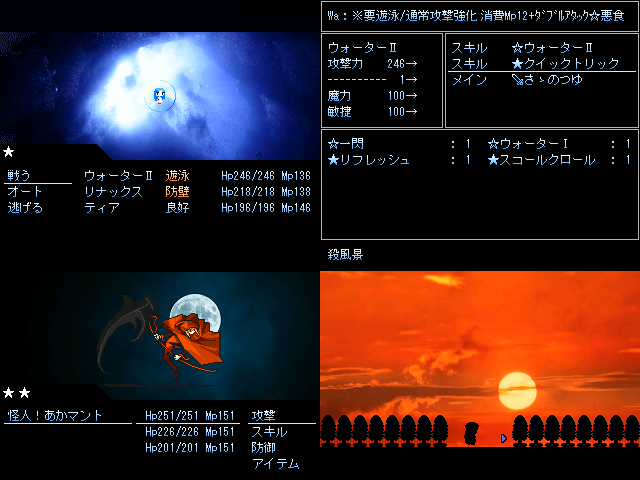 ★
戦う ウォーターⅡ 遊泳 Hp246/246 Mp136
オート リナックス 防壁 Hp218/218 Mp138
逃げる ティア 良好 Hp196/196 Mp146
Wa：※要遊泳/通常攻撃強化 消費Mp12+ﾀﾞﾌﾞﾙｱﾀｯｸ☆悪食
ウォーターⅡ
攻撃力 246→
---------- 1→
魔力 100→
敏捷 100→
スキル ☆ウォーターⅡ
スキル ★クイックトリック
メイン さゝのつゆ
☆一閃 : 1 ☆ウォーターⅠ : 1
★リフレッシュ : 1 ★スコールクロール : 1
★★
怪人！あかマント Hp251/251 Mp151 攻撃
Hp226/226 Mp151 スキル
Hp201/201 Mp151 防御
アイテム
殺風景